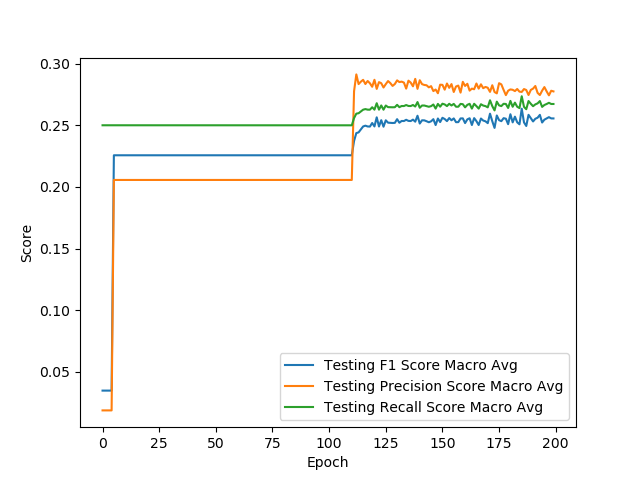 0.30
0.25
0.20
0.15
0.10
0.05
Score
Testing F1 Score Macro Avg
Testing Precision Score Macro Avg
Testing Recall Score Macro Avg
0 25 50 75 100 125 150 175 200
Epoch